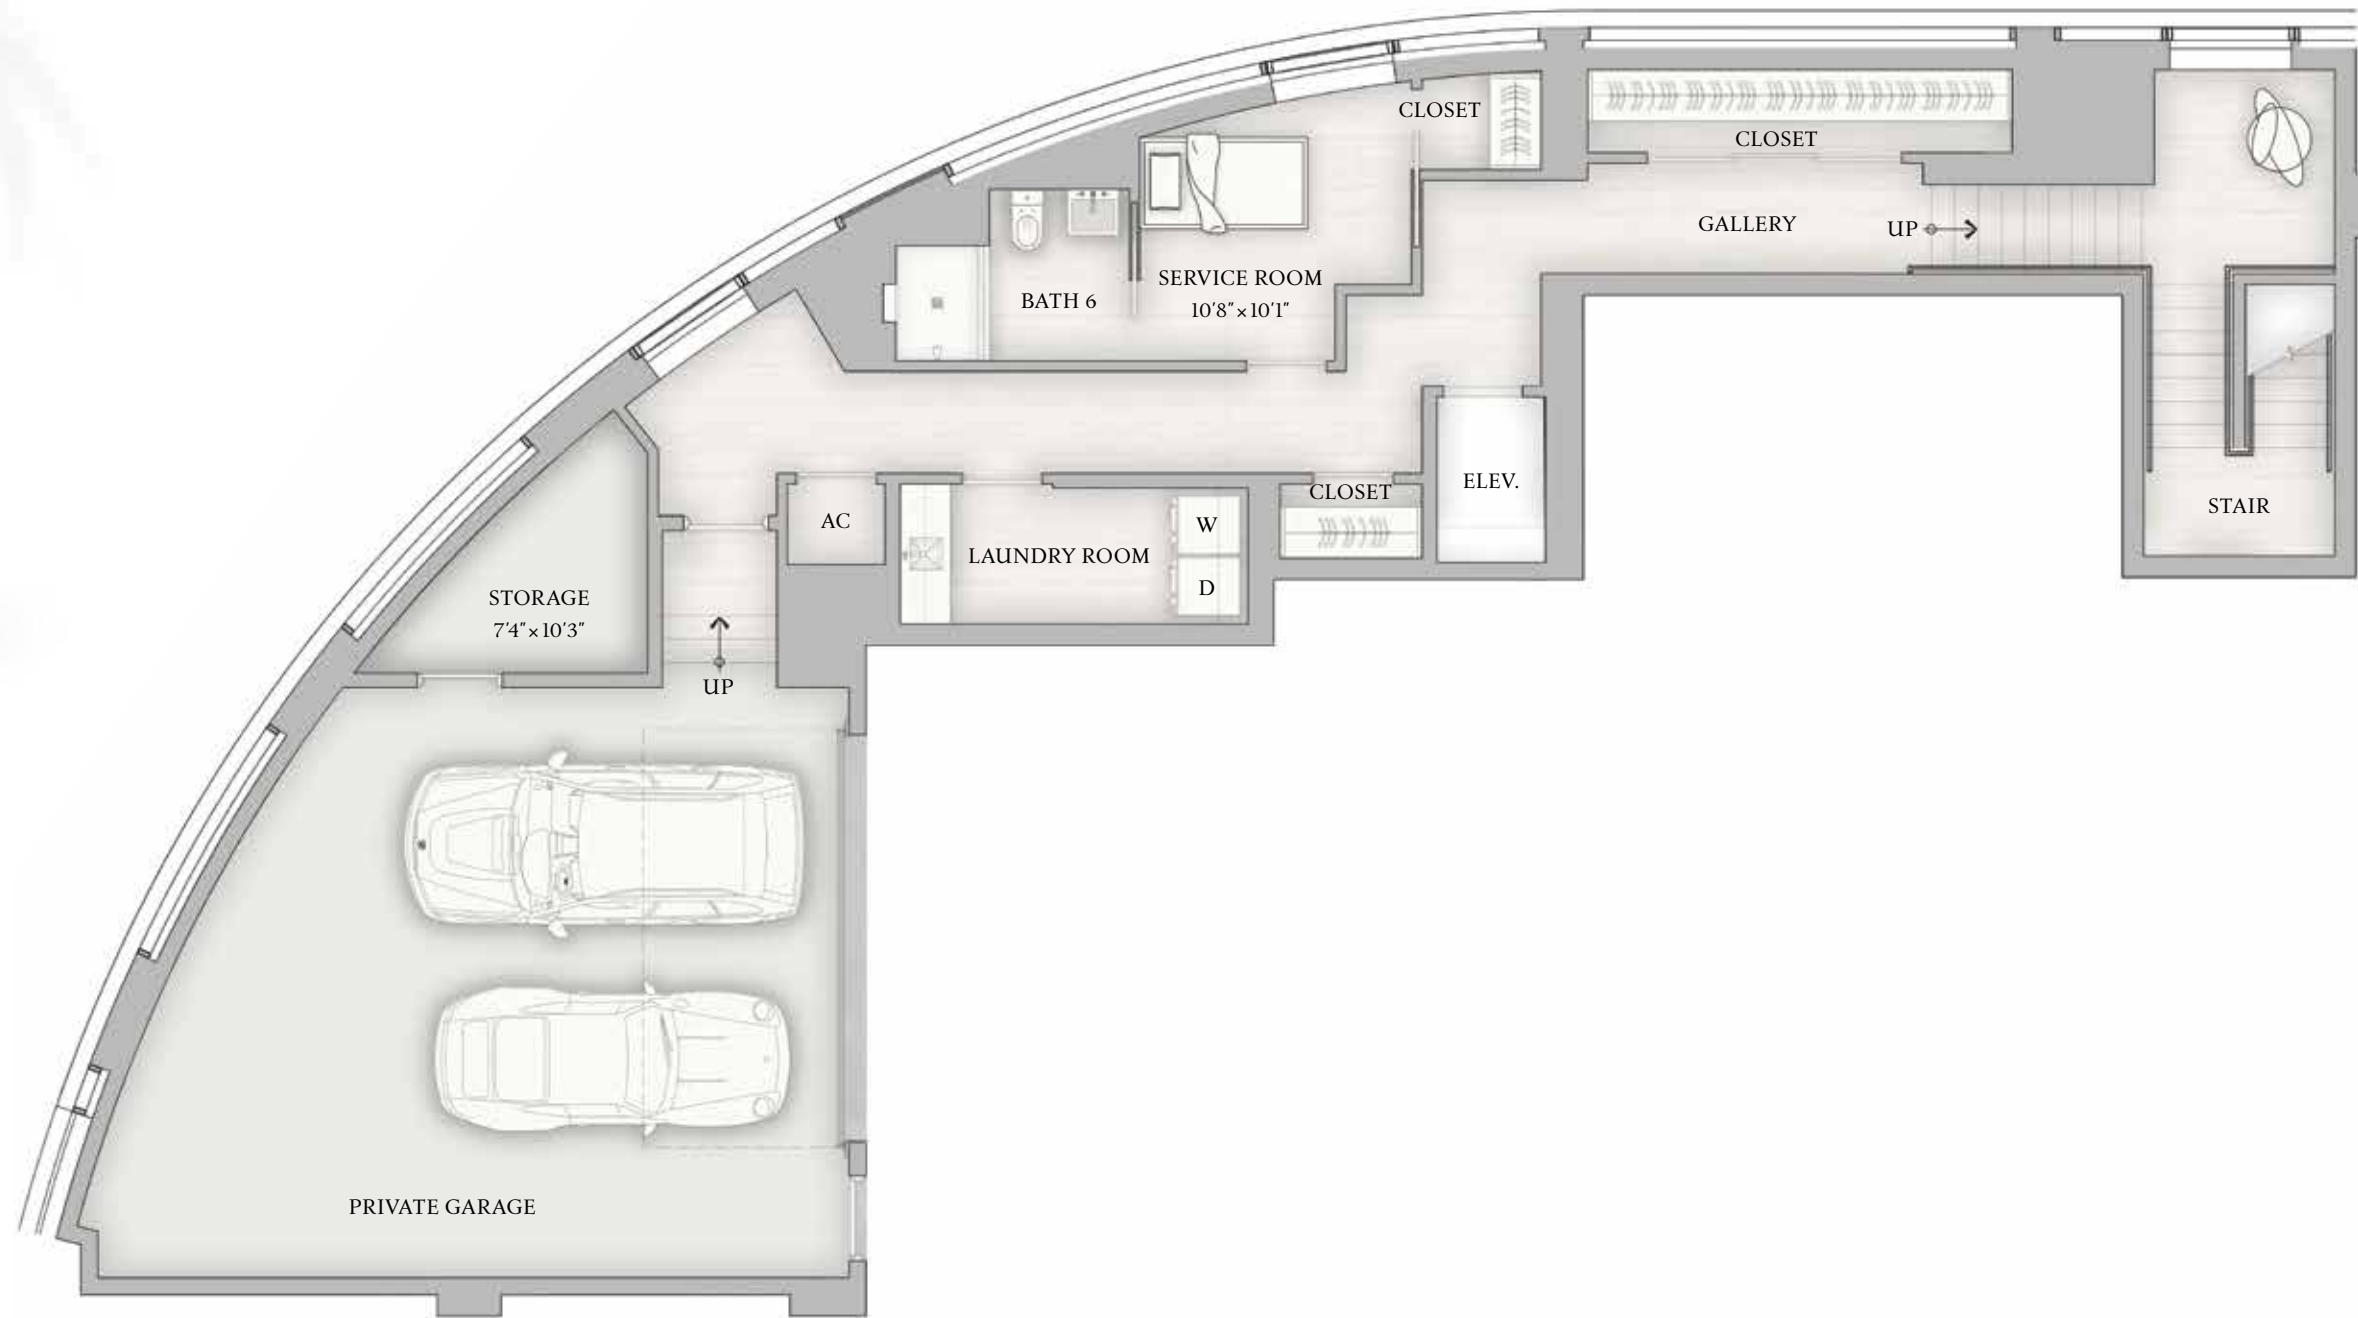 CLOSET
CLOSET
GALLERY
UP
SERVICE ROOM
10'8" × 10'1"
BATH 6
ELEV.
CLOSET
STAIR
AC
W
LAUNDRY ROOM
D
STORAGE
7'4" × 10'3"
UP
PRIVATE GARAGE